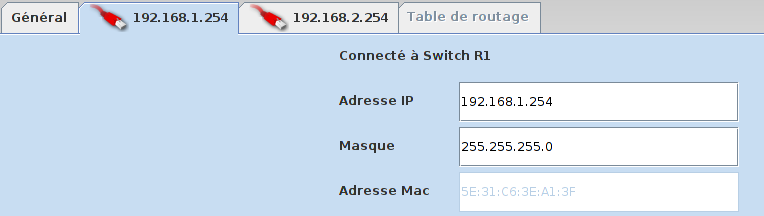 Général 192.168.1.254 192.168.2.254 Table de routage
Connecté à Switch R1
Adresse IP 192.168.1.254
Masque 255.255.255.0
Adresse Mac 5E:31:C6:3E:A1:3F